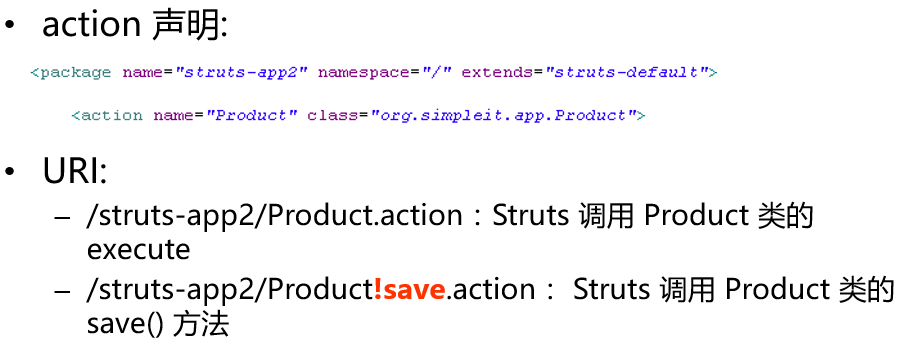 • action 声明:
<package name="struts-app2" namespace="/" extends="struts-default">
<action name="Product" class="org.simpleit.app.Product">
• URI:
– /struts-app2/Product.action：Struts 调用 Product 类的
execute
– /struts-app2/Product!save.action： Struts 调用 Product 类的
save() 方法